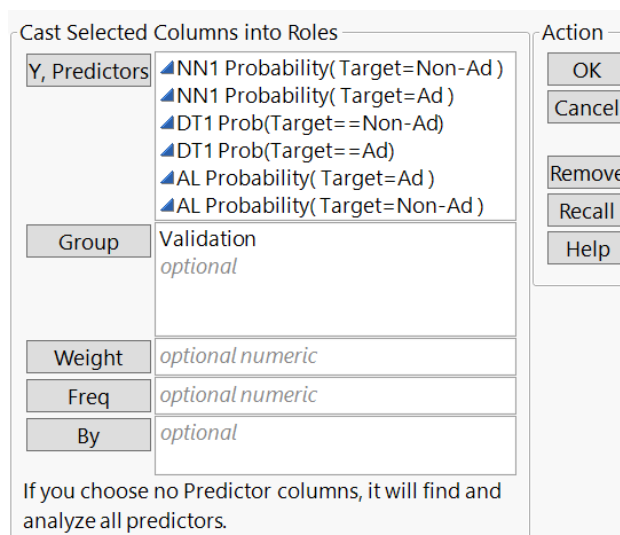 Cast Selected Columns into Roles
Action
Y, Predictors
NN1 Probability( Target=Non-Ad )
NN1 Probability( Target=Ad )
DT1 Prob(Target==Non-Ad)
DT1 Prob(Target==Ad)
AL Probability( Target=Ad )
AL Probability( Target=Non-Ad )
OK
Cancel
Remove
Recall
Help
Group
Validation
optional
Weight
optional numeric
Freq
optional numeric
By
optional
If you choose no Predictor columns, it will find and
analyze all predictors.